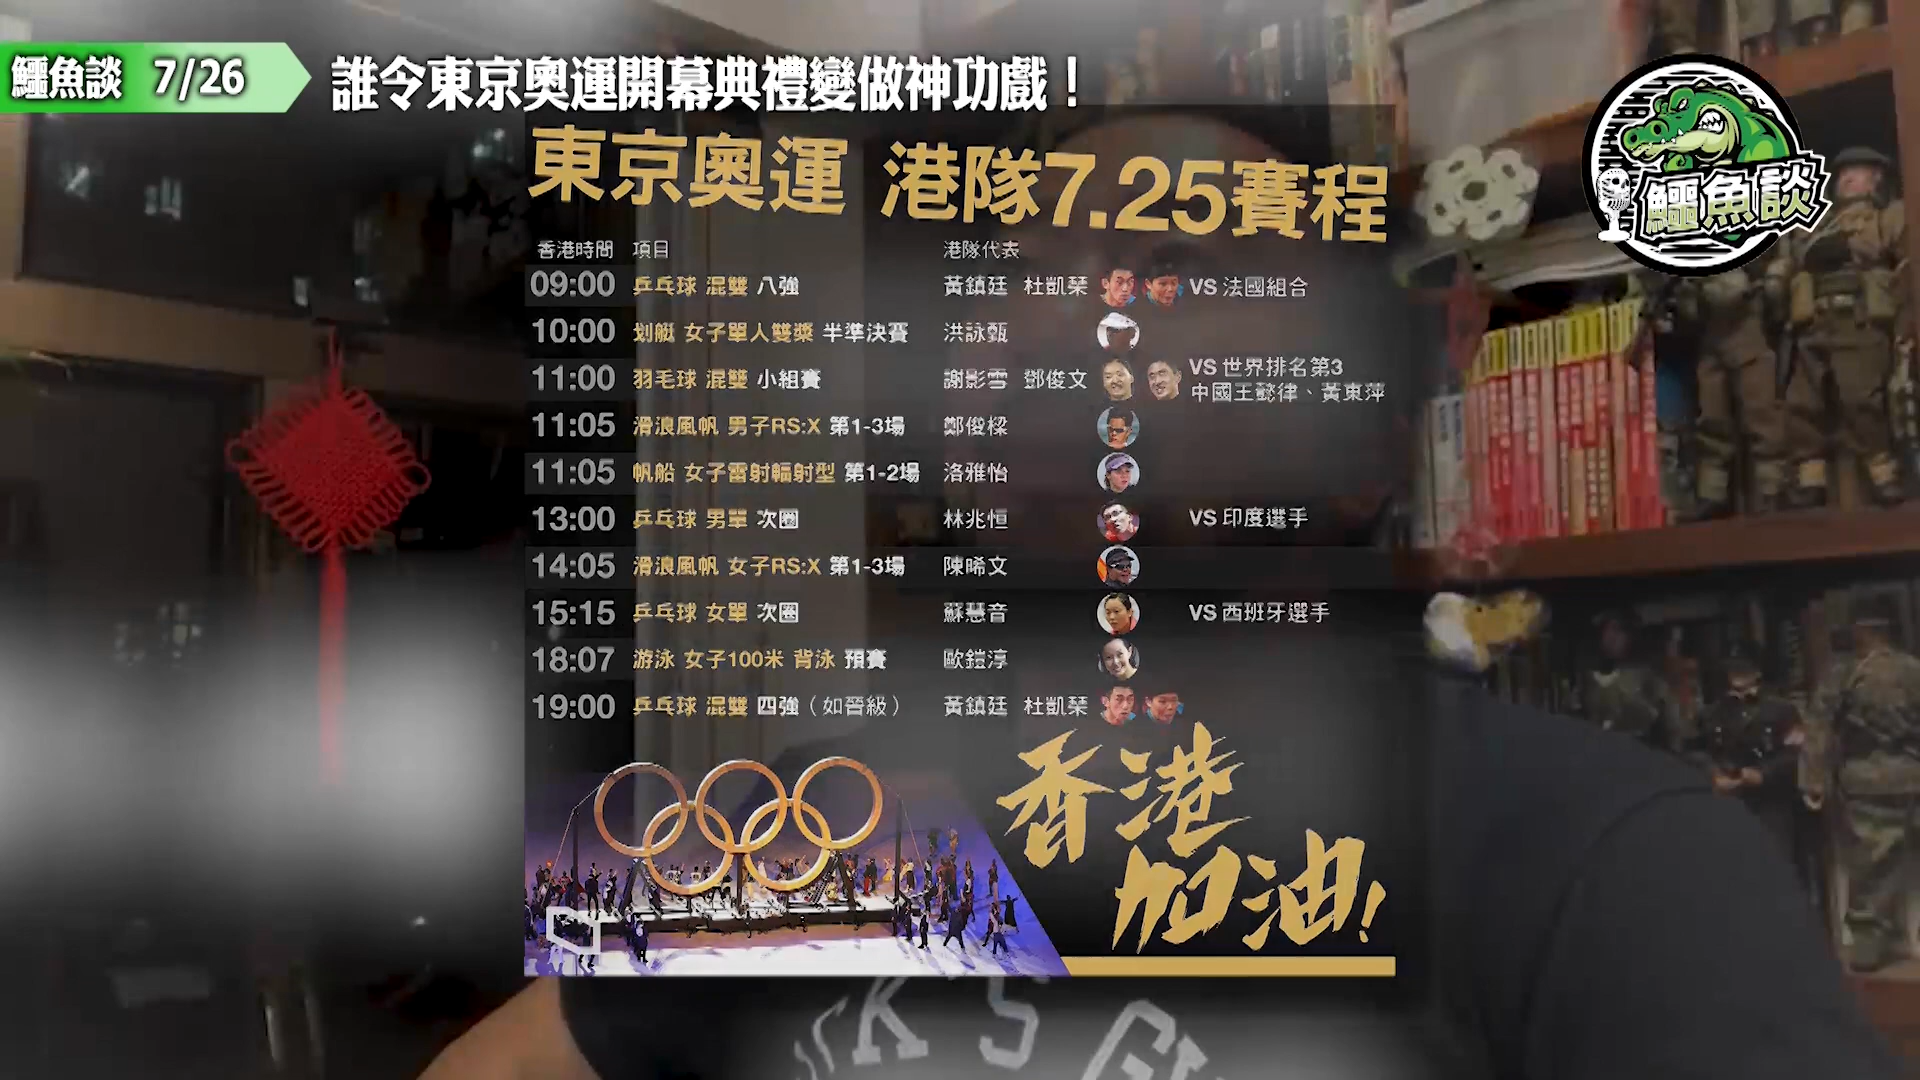 鱷魚談 7/26
誰令東京奧運開幕典禮變做神功戲！
鱷魚談
東京奧運 港隊7.25賽程
香港時間 項目 港隊代表
09:00 乒乓球 混雙 八強 黃鎮廷 杜凱琹 VS 法國組合
10:00 划艇 女子單人雙槳 半準決賽 洪詠甄
11:00 羽毛球 混雙 小組賽 謝影雪 鄧俊文 VS 世界排名第3
中國王懿律、黃東萍
11:05 滑浪風帆 男子RS:X 第1-3場 鄭俊樑
11:05 帆船 女子雷射輻射型 第1-2場 洛雅怡
13:00 乒乓球 男單 次圈 林兆恒 VS 印度選手
14:05 滑浪風帆 女子RS:X 第1-3場 陳晞文
15:15 乒乓球 女單 次圈 蘇慧音 VS 西班牙選手
18:07 游泳 女子100米 背泳 預賽 歐鎧淳
19:00 乒乓球 混雙 四強（如晉級） 黃鎮廷 杜凱琹
香港
加油!